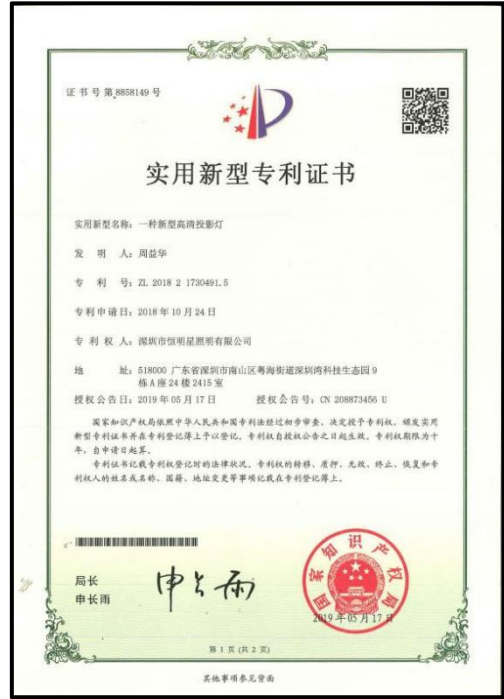 证书号第8858149号
实用新型专利证书
实用新型名称：一种新型高清投影灯
发 明 人：周益华
专 利 号：ZL 2018 2 1730491.5
专利申请日：2018年10月24日
专 利 权 人：深圳市恒明星照明有限公司
地 址：518000 广东省深圳市南山区粤海街道深圳湾科技生态园9
栋A座24楼2415室
授权公告日：2019年05月17日 授权公告号：CN 208873456 U
国家知识产权局依照中华人民共和国专利法经过初步审查，决定授予专利权，颁发实用
新型专利证书并在专利登记簿上予以登记。专利权自授权公告之日起生效。专利权期限为十
年，自申请日起算。
专利证书记载专利权登记时的法律状况。专利权的转移、质押、无效、终止、恢复和专
利权人的姓名或名称、国籍、地址变更等事项记载在专利登记簿上。
局长
申长雨
申长雨
国家知识产权局
2019年05月17日
第 1 页 (共 2 页)
其他事项参见背面